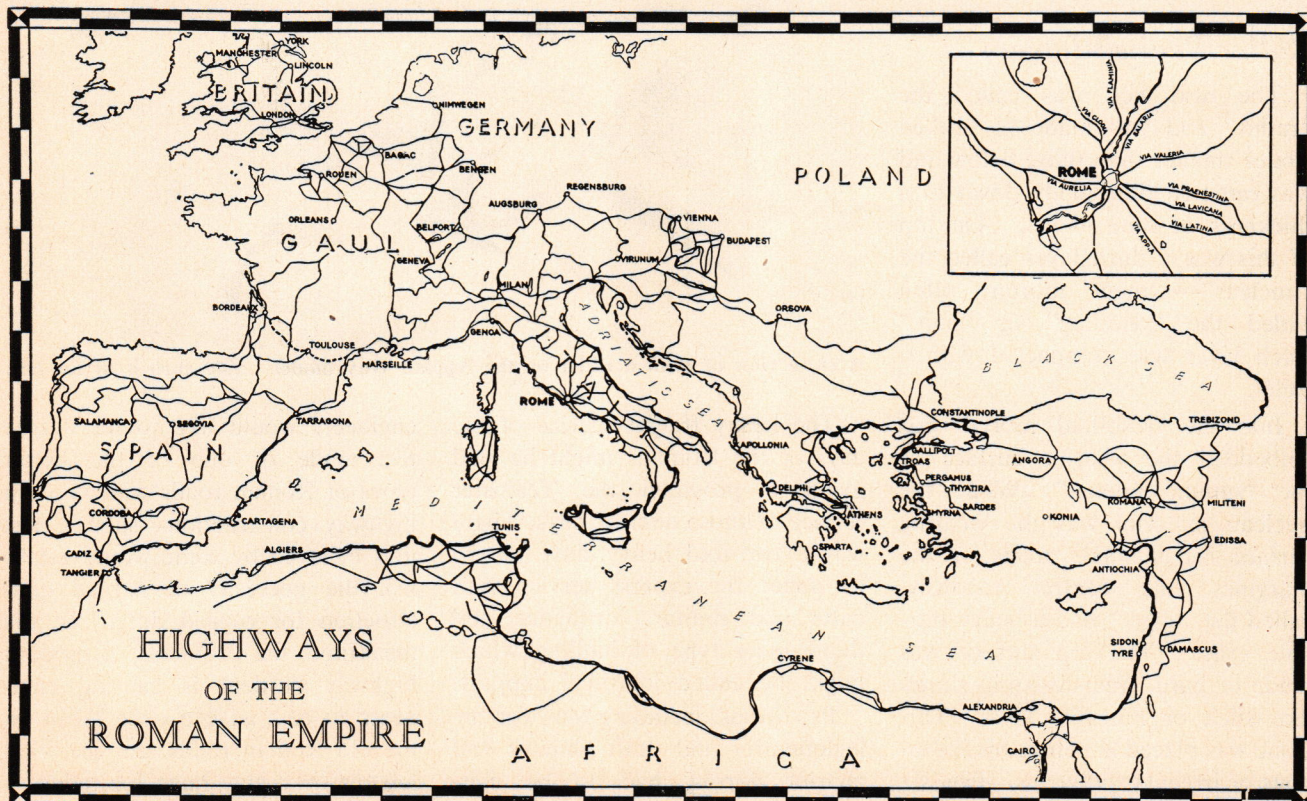 YORK
MANCHESTER
LINCOLN
BRITAIN
LONDON
NIMWEGEN
GERMANY
BAGAC
BENGEN
ROUEN
REGENSBURG
AUGSBURG
ORLEANS
BELFORT
VIENNA
GAUL
BUDAPEST
GENEVA
VIRUNUM
MILAN
BORDEAUX
ORSOVA
GENOA
TOULOUSE
MARSEILLE
ADRIATIC SEA
BLACK SEA
POLAND
VIA FLAMINIA
VIA CLODIA
VIA SALARIA
VIA VALERIA
ROME
VIA AURELIA
VIA PRAENESTINA
VIA LAVICANA
VIA LATINA
VIA APPIA
ROME
CONSTANTINOPLE
TREBIZOND
SALAMANCA
SEGOVIA
TARRAGONA
SPAIN
APOLLONIA
GALLIPOLI
TROAS
ANGORA
PERGAMUS
THYATIRA
DELPHI
SARDES
KOMANA
MILITENI
CORDOBA
CARTAGENA
ATHENS
SMYRNA
KONIA
MEDITERRANEAN SEA
TUNIS
CADIZ
ALGIERS
SPARTA
EDISSA
TANGIER
ANTIOCHIA
SIDON
TYRE
DAMASCUS
CYRENE
ALEXANDRIA
CAIRO
AFRICA
HIGHWAYS
OF THE
ROMAN EMPIRE